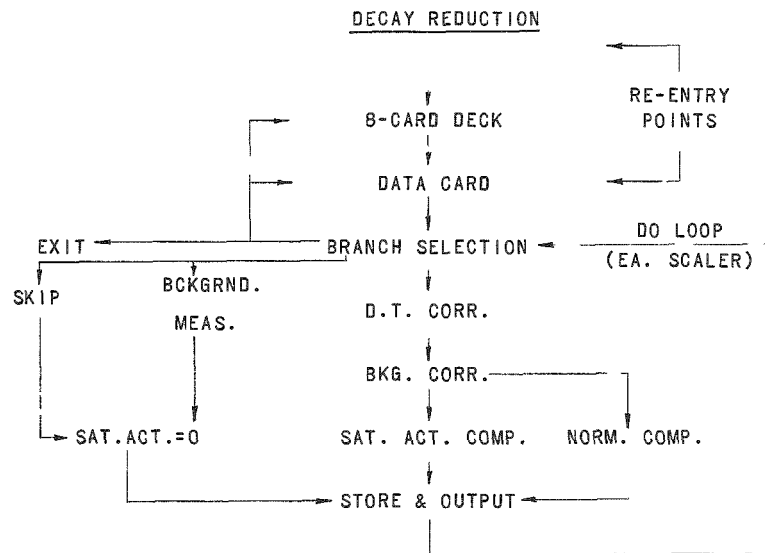 DECAY REDUCTION
RE-ENTRY
POINTS
8-CARD DECK
DATA CARD
DO LOOP
(EA. SCALER)
EXIT
BRANCH SELECTION
SKIP
BCKGRND.
MEAS.
D.T. CORR.
BKG. CORR.
SAT.ACT.=0
SAT. ACT. COMP.
NORM. COMP.
STORE & OUTPUT